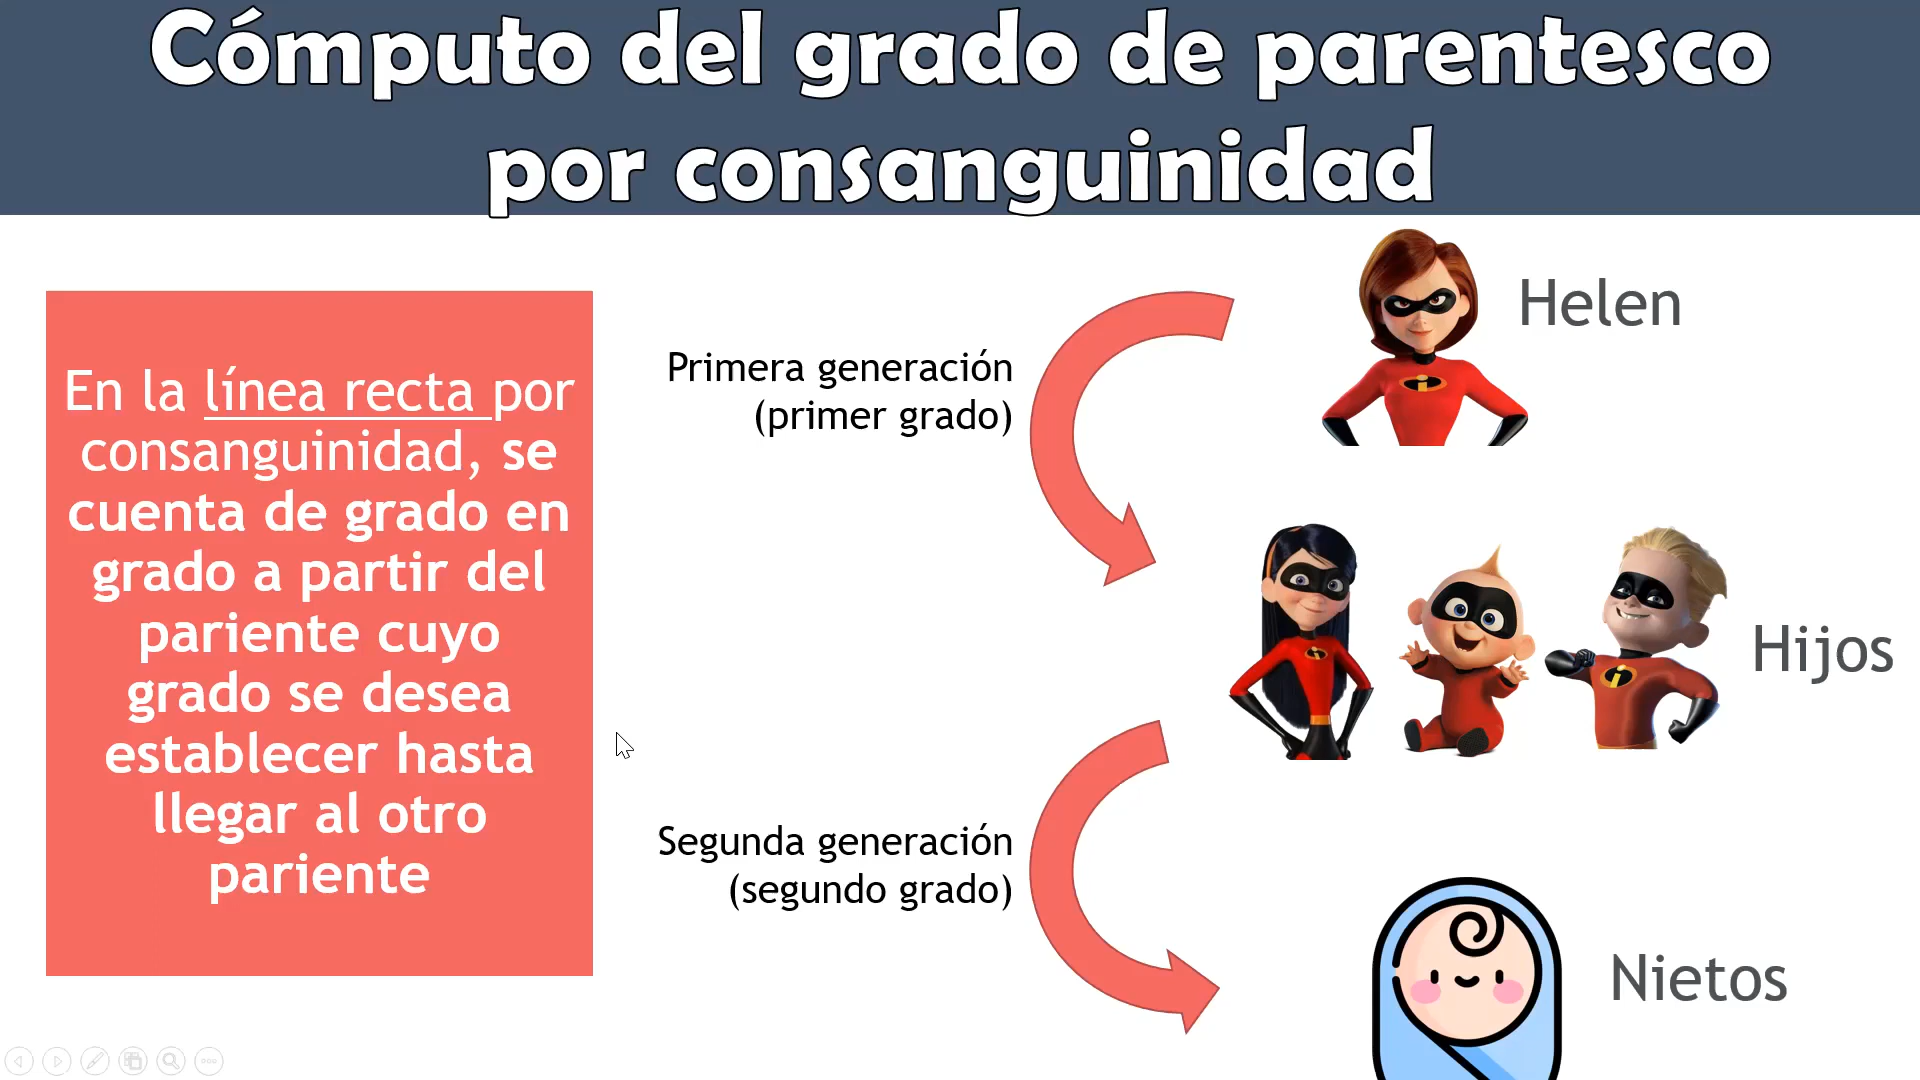 Cómputo del grado de parentesco
por consanguinidad
En la línea recta por
consanguinidad, se
cuenta de grado en
grado a partir del
pariente cuyo
grado se desea
establecer hasta
llegar al otro
pariente
Primera generación
(primer grado)
Helen
Hijos
Segunda generación
(segundo grado)
Nietos